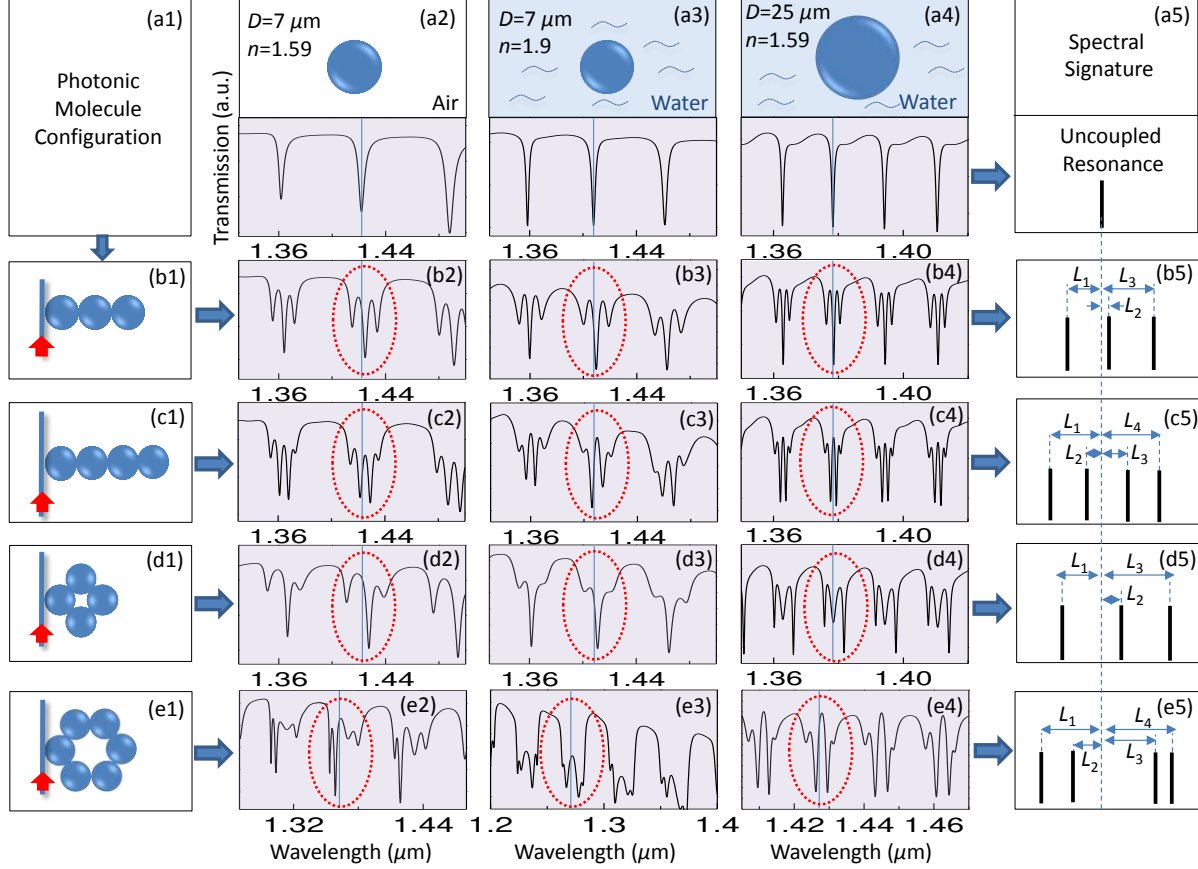 (a1)
Photonic
Molecule
Configuration
Transmission (a.u.)
D=7 μm
n=1.59
(a2)
Air
1.36
1.44
D=7 μm
n=1.9
(a3)
Water
1.36
1.44
D=25 μm
n=1.59
(a4)
Water
1.36
1.40
(a5)
Spectral
Signature
Uncoupled
Resonance
(b1)
(b2)
1.36
1.44
(b3)
1.36
1.44
(b4)
1.36
1.40
(b5)
L1
L3
L2
(c1)
(c2)
1.36
1.44
(c3)
1.36
1.44
(c4)
1.36
1.40
(c5)
L1
L4
L2
L3
(d1)
(d2)
1.36
1.44
(d3)
1.36
1.44
(d4)
1.36
1.40
(d5)
L1
L3
L2
(e1)
(e2)
1.32
1.44
Wavelength (μm)
(e3)
1.2
1.3
1.4
Wavelength (μm)
(e4)
1.42
1.44
1.46
Wavelength (μm)
(e5)
L1
L4
L2
L3